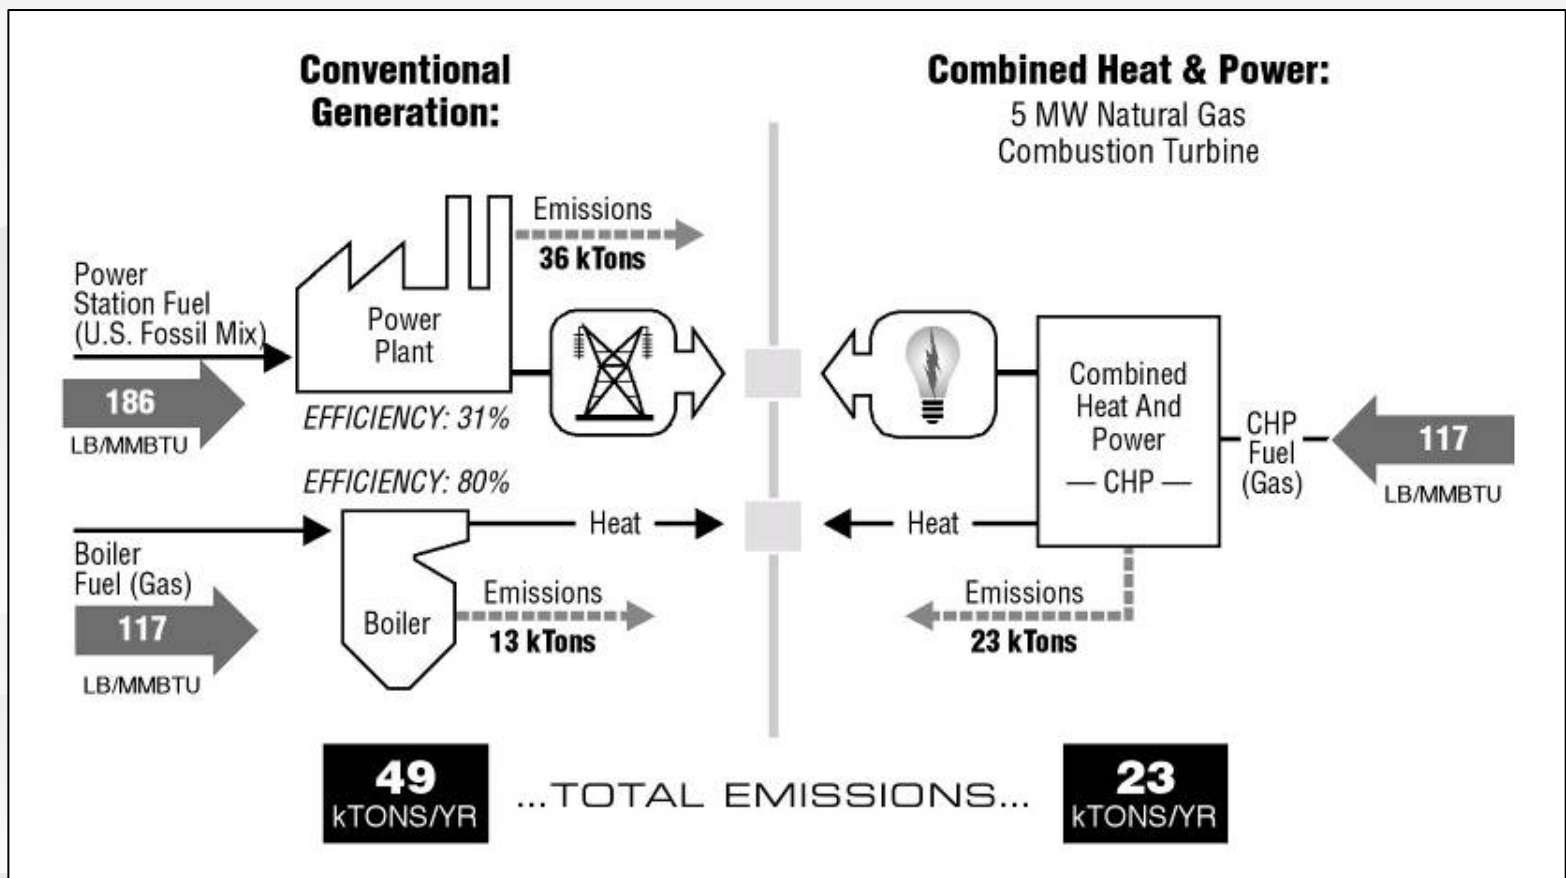 Conventional
Generation:
Combined Heat & Power:
5 MW Natural Gas
Combustion Turbine
Emissions
36 kTons
Power
Station Fuel
(U.S. Fossil Mix)
186
LB/MMBTU
Power
Plant
EFFICIENCY: 31%
EFFICIENCY: 80%
Boiler
Fuel (Gas)
117
LB/MMBTU
Boiler
Heat
Emissions
13 kTons
Combined
Heat And
Power
— CHP —
CHP
Fuel
(Gas)
117
LB/MMBTU
Heat
Emissions
23 kTons
49
kTONS/YR
...TOTAL EMISSIONS...
23
kTONS/YR